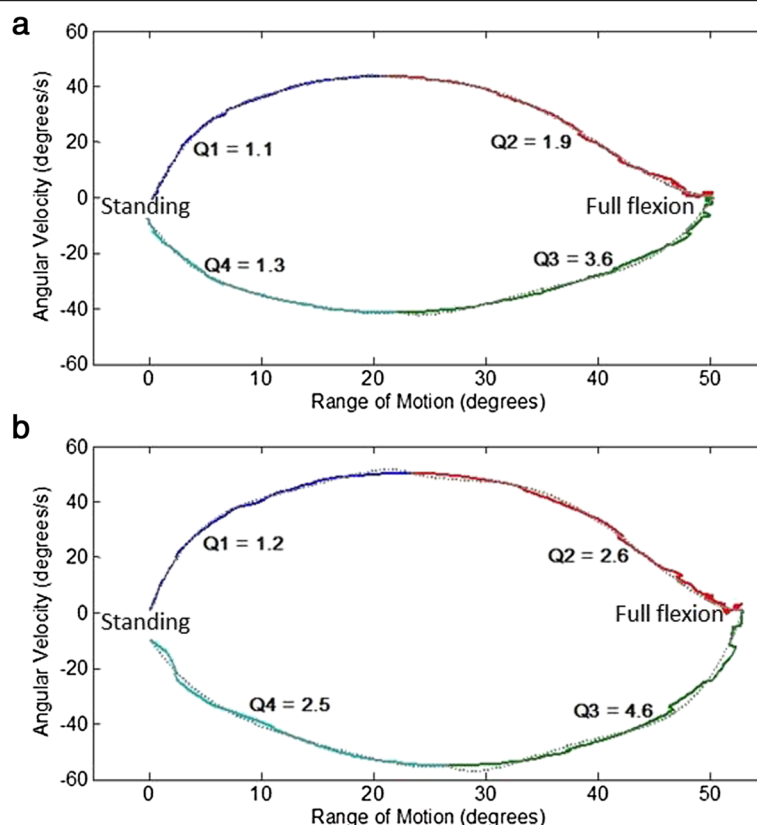 a
60
40
20
0
-20
-40
-60
Angular Velocity (degrees/s)
Q1 = 1.1
Q2 = 1.9
Standing
Full flexion
Q4 = 1.3
Q3 = 3.6
0 10 20 30 40 50
Range of Motion (degrees)
b
60
40
20
0
-20
-40
-60
Angular Velocity (degrees/s)
Q1 = 1.2
Q2 = 2.6
Standing
Full flexion
Q4 = 2.5
Q3 = 4.6
0 10 20 30 40 50
Range of Motion (degrees)